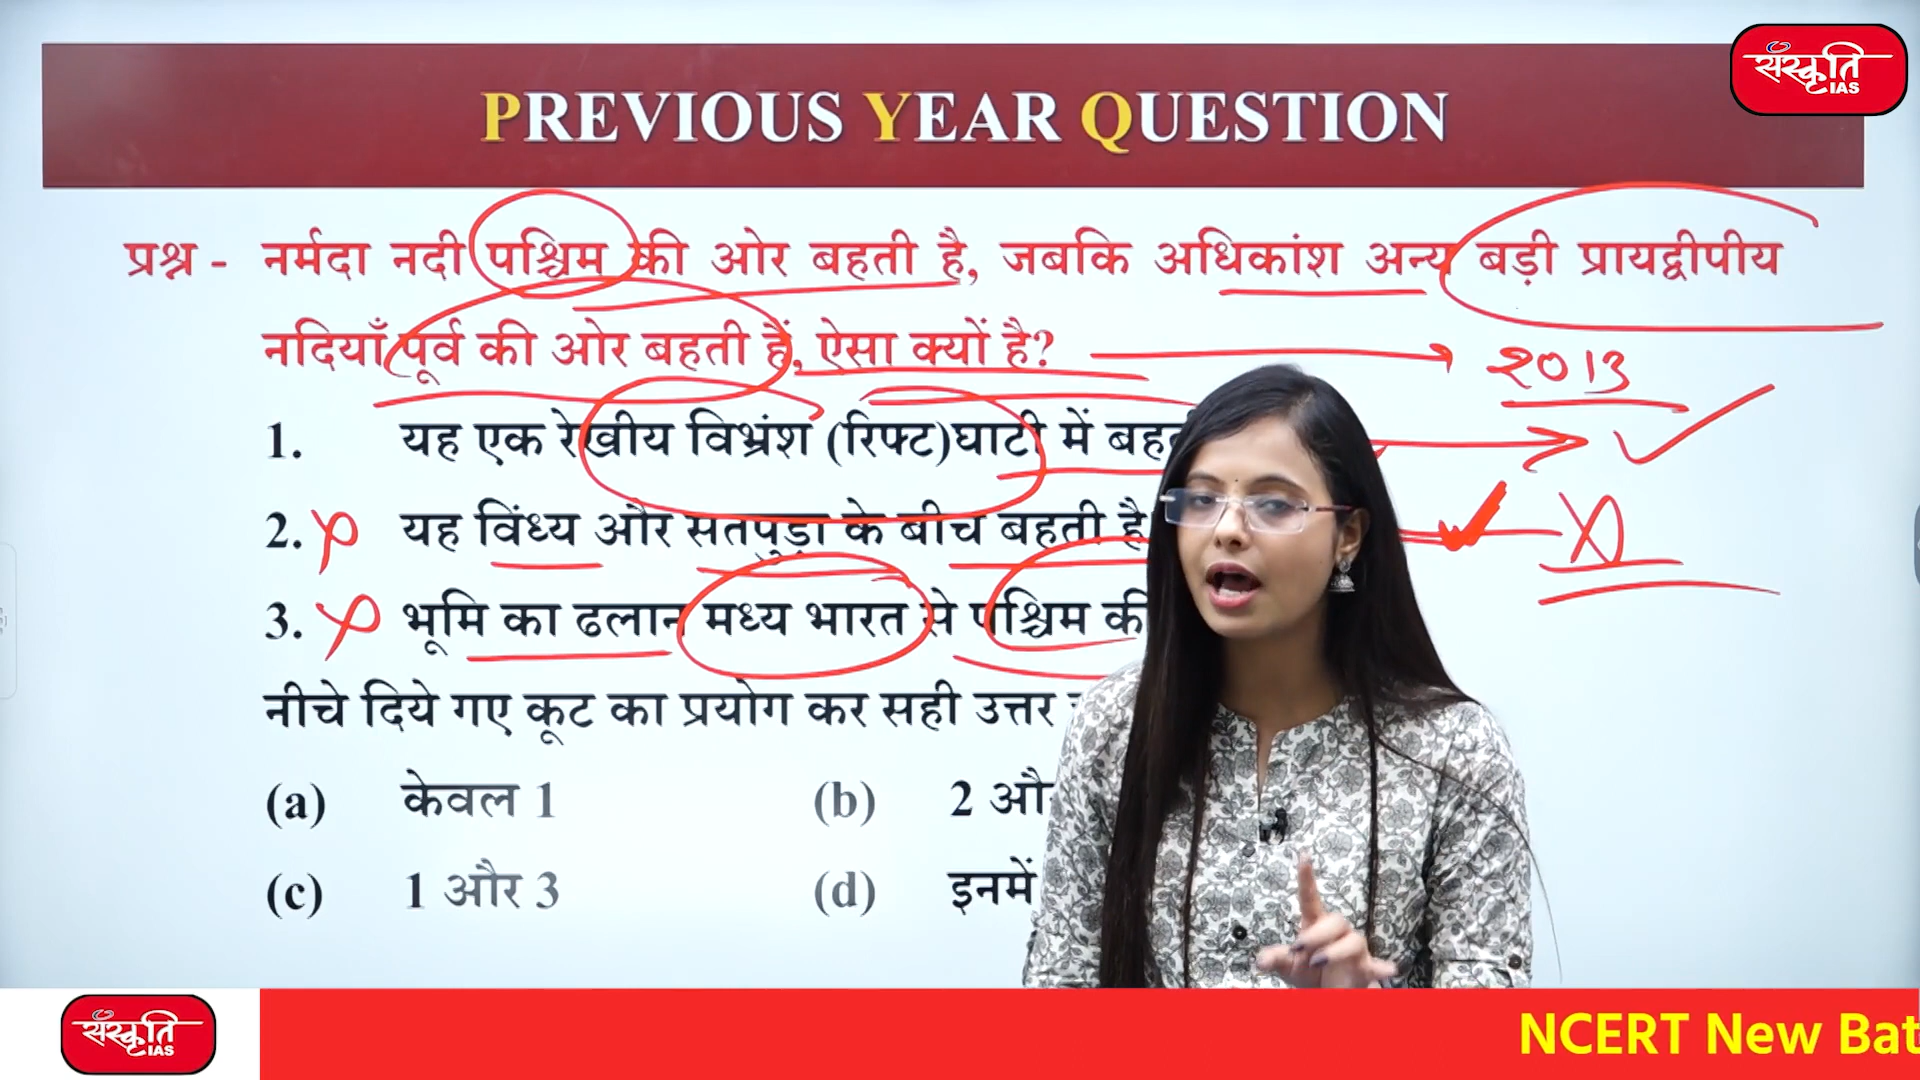 संस्कृति
IAS
PREVIOUS YEAR QUESTION
प्रश्न - नर्मदा नदी पश्चिम की ओर बहती है, जबकि अधिकांश अन्य बड़ी प्रायद्वीपीय
नदियाँ पूर्व की ओर बहती हैं, ऐसा क्यों है?
२013
1. यह एक रेखीय विभ्रंश (रिफ्ट)घाटी में
2. यह विंध्य और सतपुड़ा के बीच बहती है
3. भूमि का ढलान मध्य भारत से पश्चिम की
नीचे दिये गए कूट का प्रयोग कर सही उत्तर
(a) केवल 1 (b) 2
(c) 1 और 3 (d) इनमें
संस्कृति
IAS
NCERT New Bat